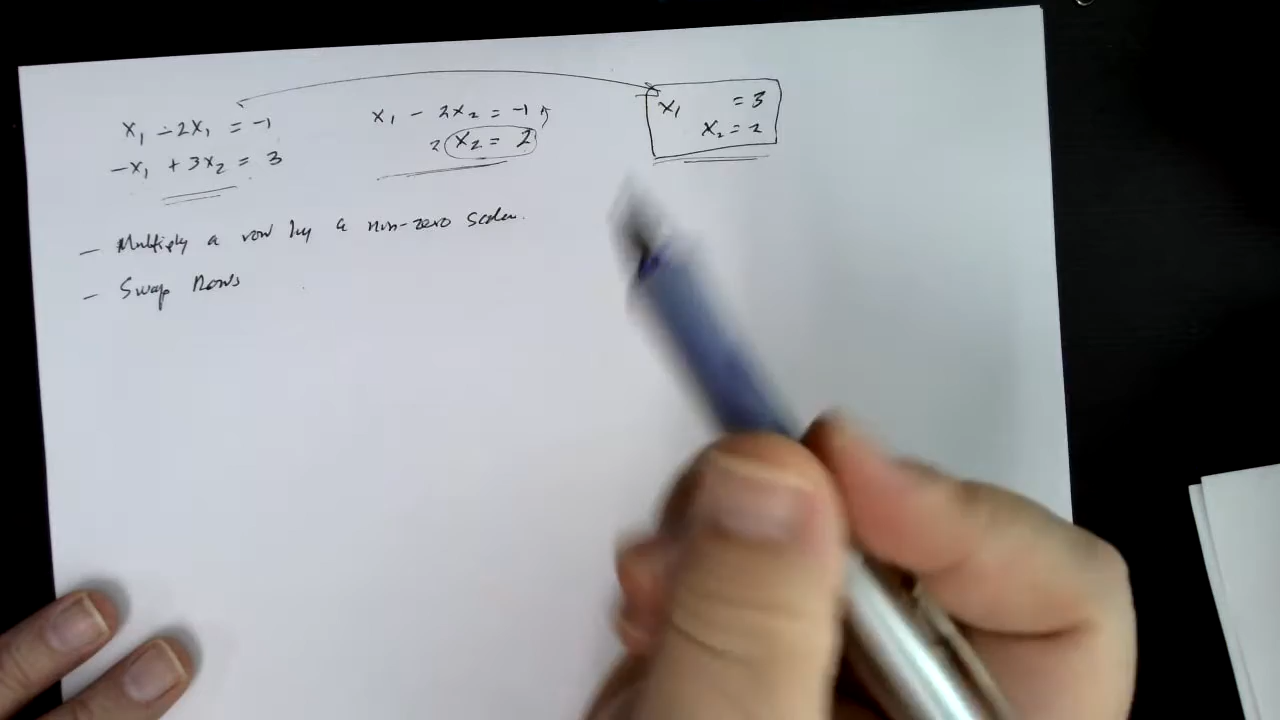 x₁ - 2x₁ = -1
-x₁ + 3x₂ = 3
x₁ - 2x₂ = -1
2 x₂ = 2
x₁ = 3
x₂ = 2
- Multiply a row by a non-zero scalar.
- Swap Rows